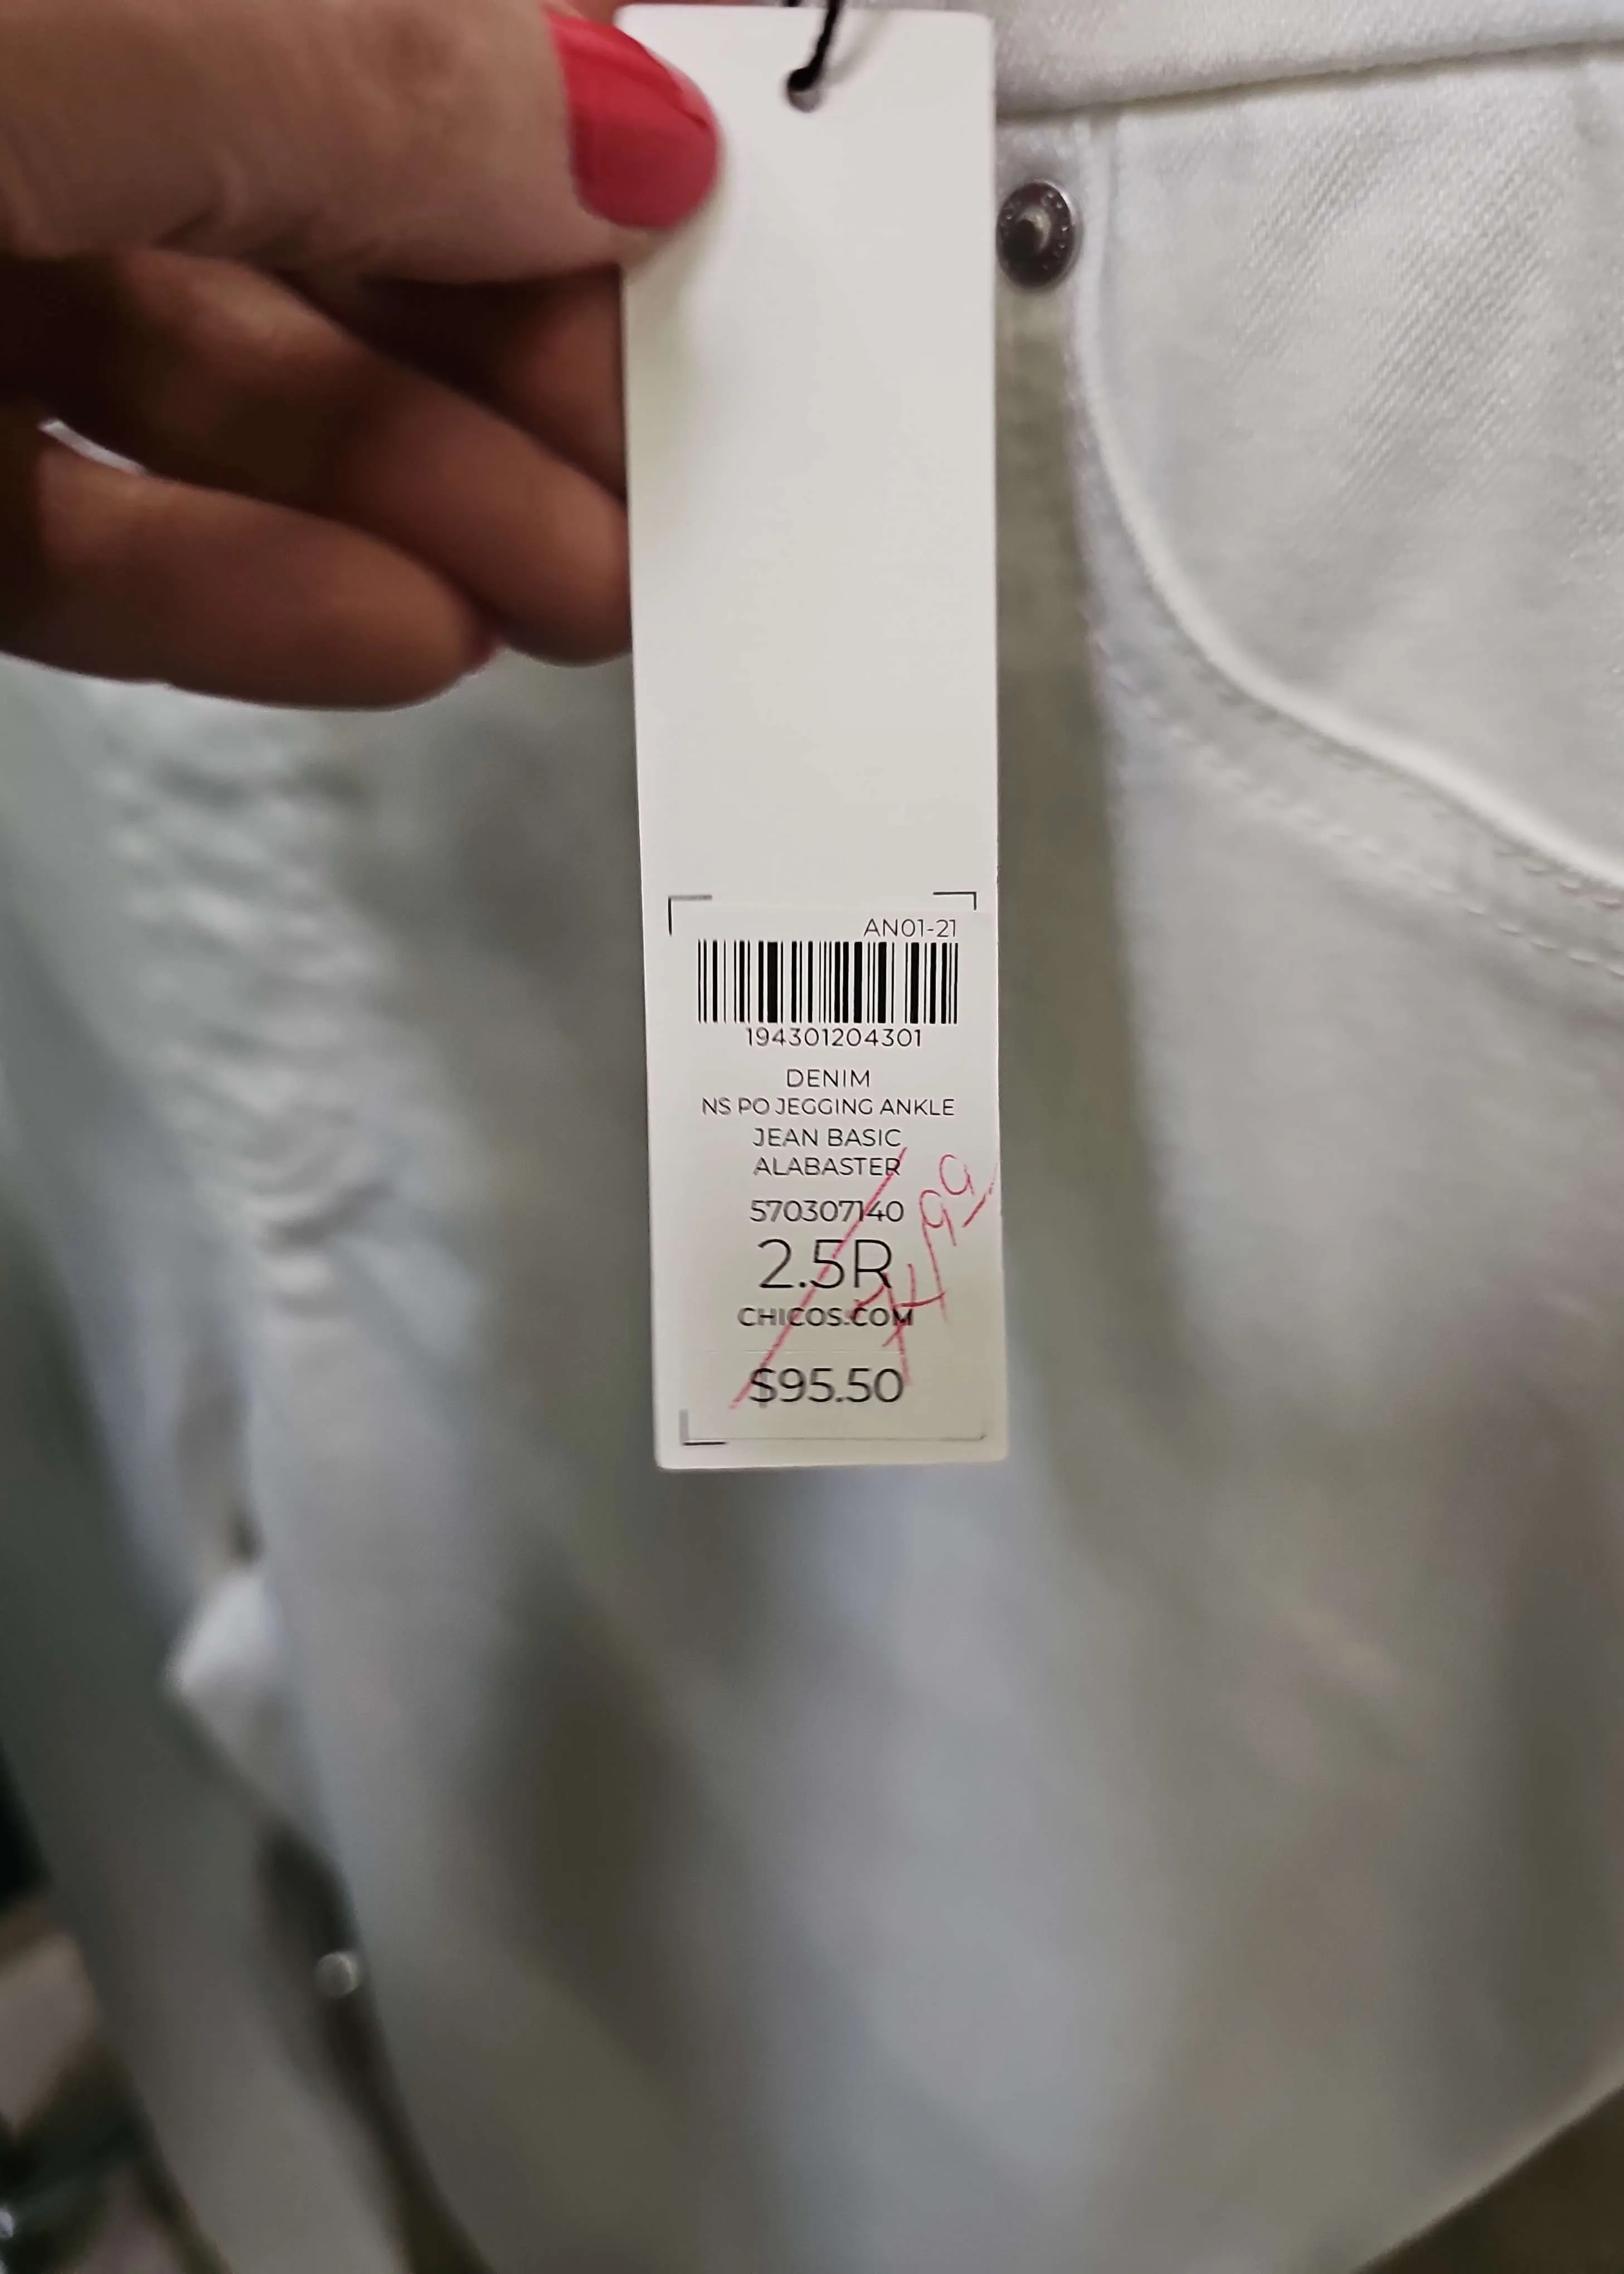 AN01-21
194301204301
DENIM
NS PO JEGGING ANKLE
JEAN BASIC
ALABASTER
570307140
2.5R
CHICOS.COM
$95.50